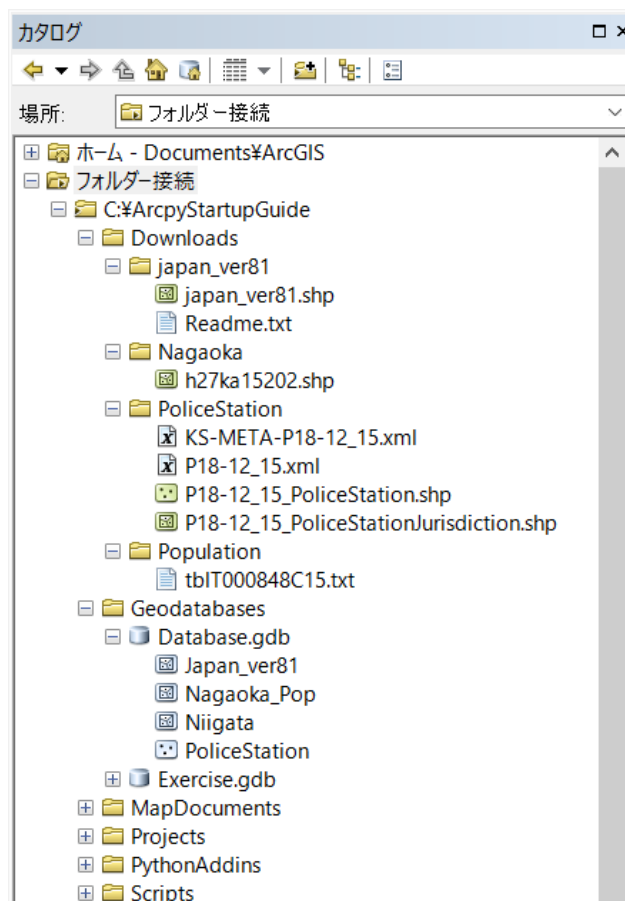 カタログ
場所:
フォルダー接続
ホーム - Documents¥ArcGIS
フォルダー接続
C:¥ArcpyStartupGuide
Downloads
japan_ver81
japan_ver81.shp
Readme.txt
Nagaoka
h27ka15202.shp
PoliceStation
KS-META-P18-12_15.xml
P18-12_15.xml
P18-12_15_PoliceStation.shp
P18-12_15_PoliceStationJurisdiction.shp
Population
tblT000848C15.txt
Geodatabases
Database.gdb
Japan_ver81
Nagaoka_Pop
Niigata
PoliceStation
Exercise.gdb
MapDocuments
Projects
PythonAddins
Scripts